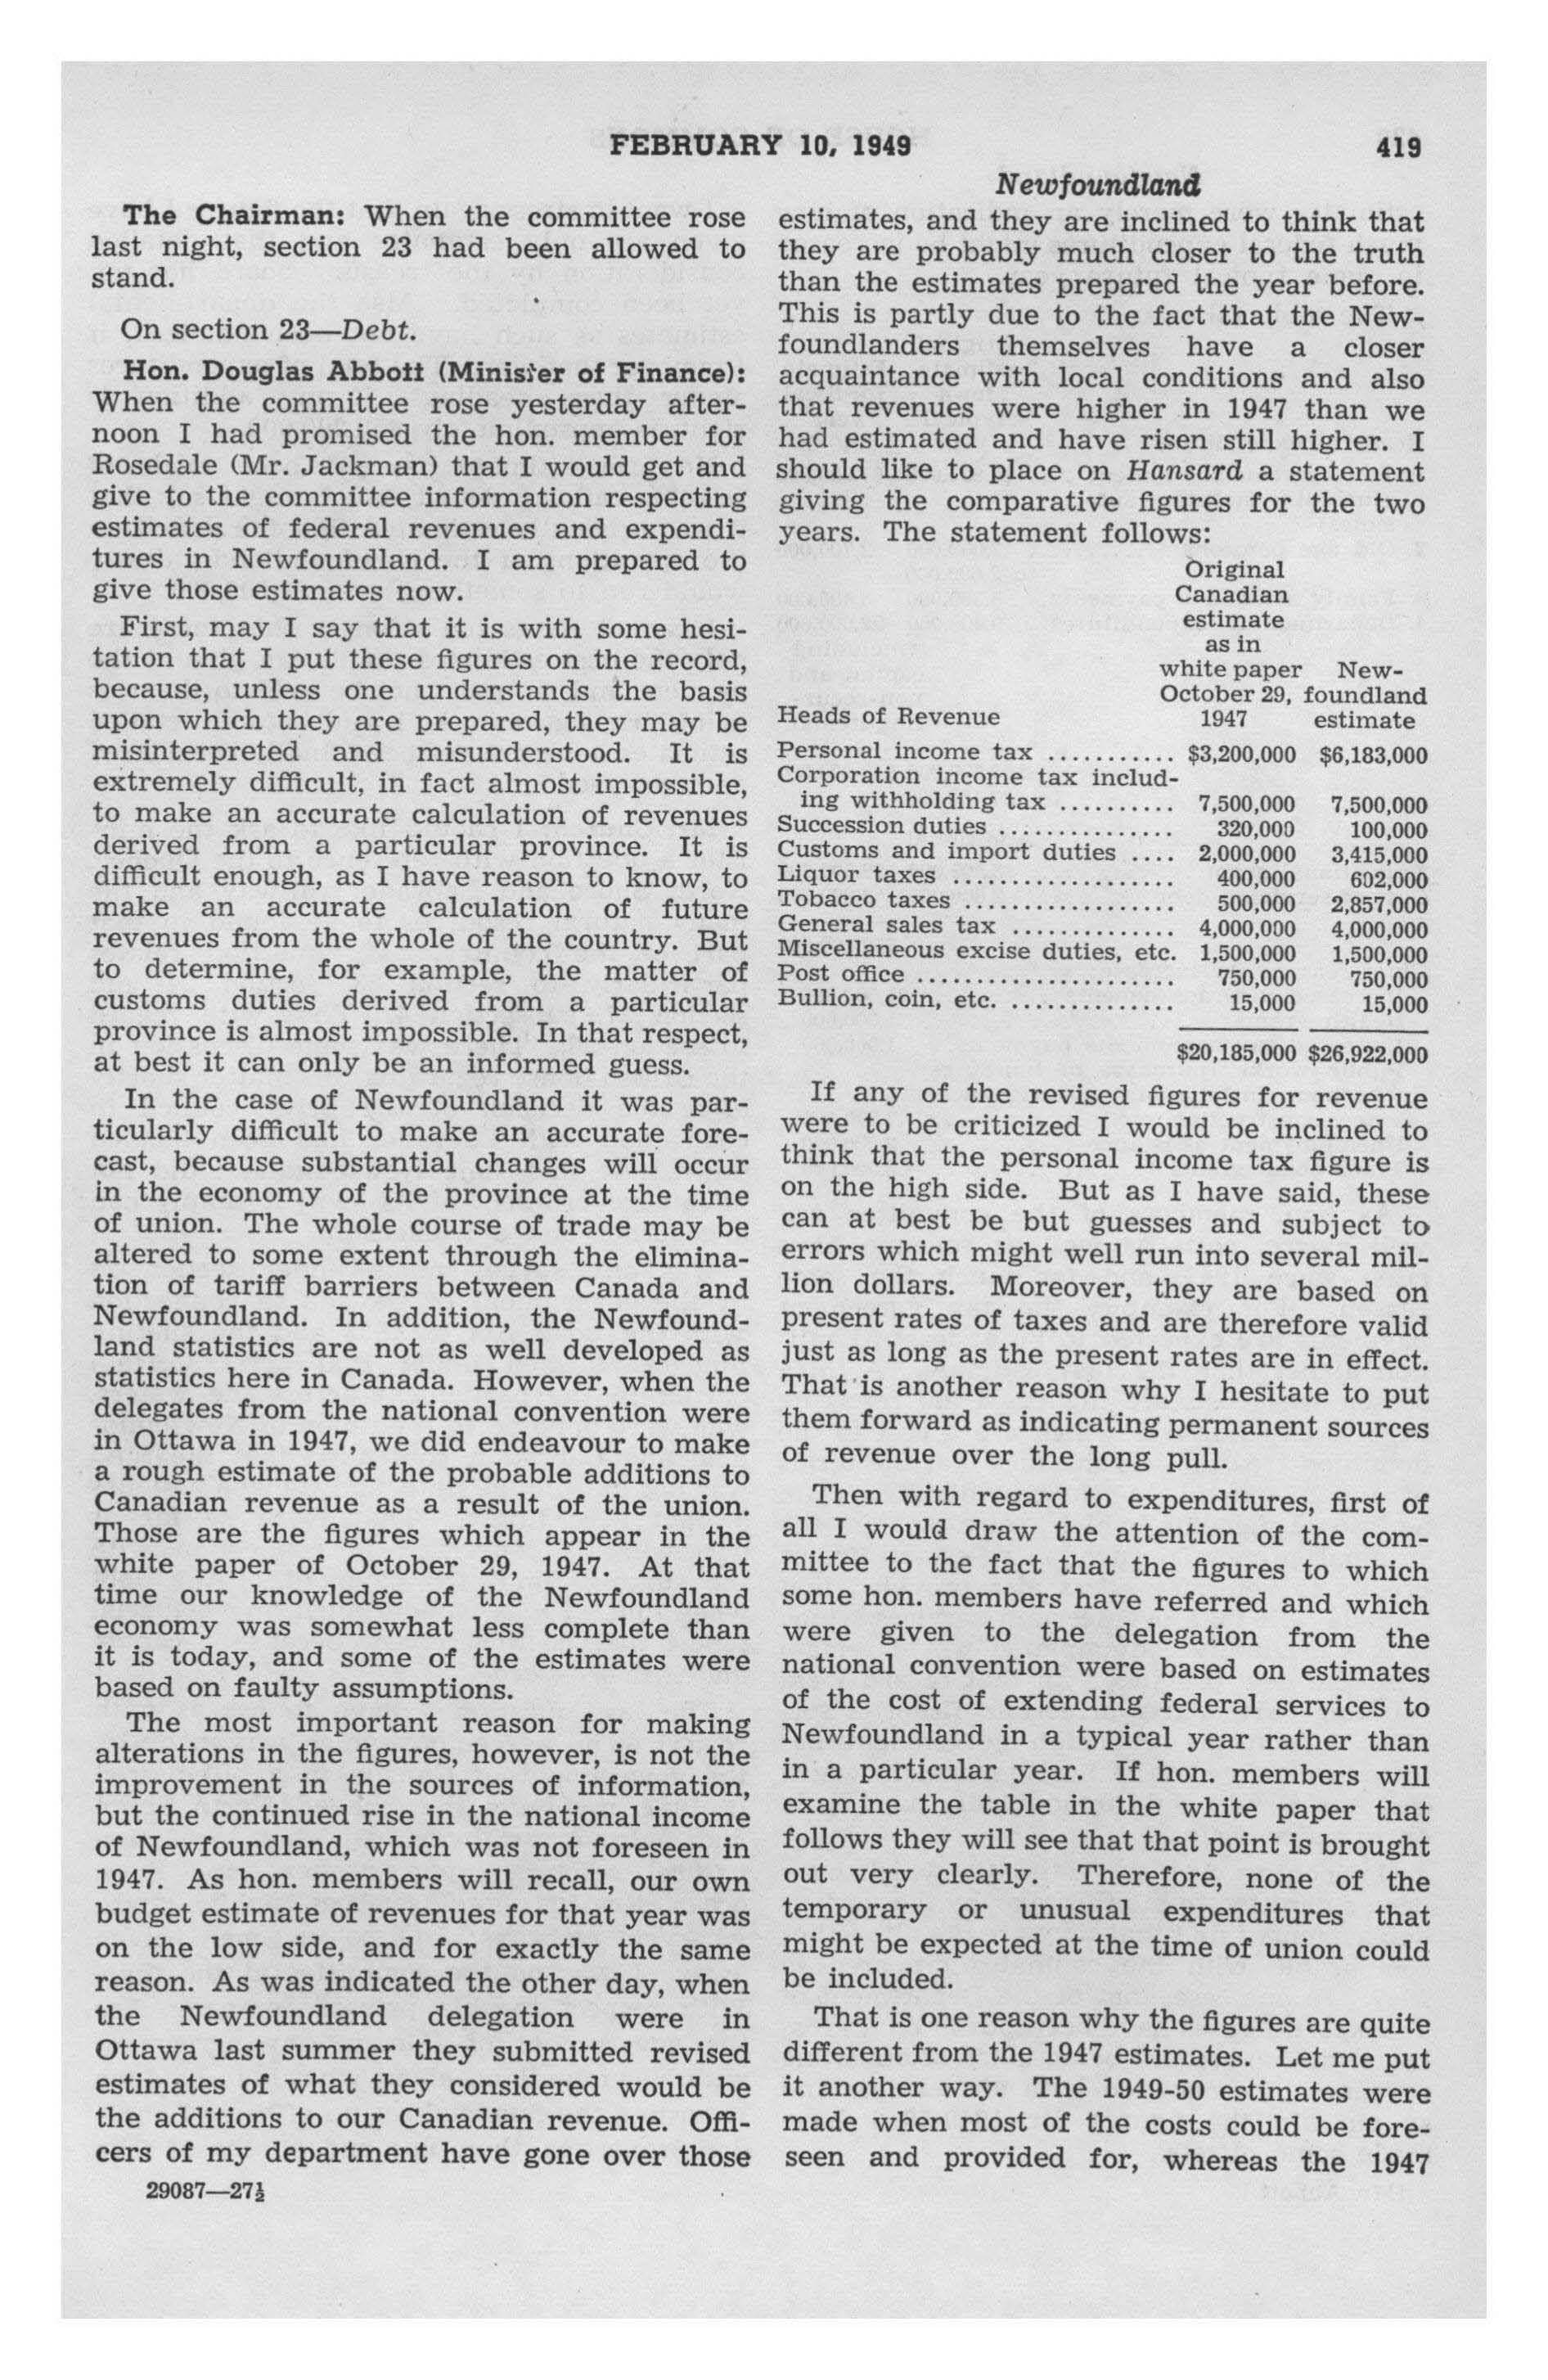 FEBRUARY 10, 1949 419
Newfoundland
The Chairman: When the committee rose
last night, section 23 had been allowed to
stand.
On section 23—Debt.
Hon. Douglas Abbott (Minister of Finance):
When the committee rose yesterday after-
noon I had promised the hon. member for
Rosedale (Mr. Jackman) that I would get and
give to the committee information respecting
estimates of federal revenues and expendi-
tures in Newfoundland. I am prepared to
give those estimates now.
First, may I say that it is with some hesi-
tation that I put these figures on the record,
because, unless one understands the basis
upon which they are prepared, they may be
misinterpreted and misunderstood. It is
extremely difficult, in fact almost impossible,
to make an accurate calculation of revenues
derived from a particular province. It is
difficult enough, as I have reason to know, to
make an accurate calculation of future
revenues from the whole of the country. But
to determine, for example, the matter of
customs duties derived from a particular
province is almost impossible. In that respect,
at best it can only be an informed guess.
In the case of Newfoundland it was par-
ticularly difficult to make an accurate fore-
cast, because substantial changes will occur
in the economy of the province at the time
of union. The whole course of trade may be
altered to some extent through the elimina-
tion of tariff barriers between Canada and
Newfoundland. In addition, the Newfound-
land statistics are not as well developed as
statistics here in Canada. However, when the
delegates from the national convention were
in Ottawa in 1947, we did endeavour to make
a rough estimate of the probable additions to
Canadian revenue as a result of the union.
Those are the figures which appear in the
white paper of October 29, 1947. At that
time our knowledge of the Newfoundland
economy was somewhat less complete than
it is today, and some of the estimates were
based on faulty assumptions.
The most important reason for making
alterations in the figures, however, is not the
improvement in the sources of information,
but the continued rise in the national income
of Newfoundland, which was not foreseen in
1947. As hon. members will recall, our own
budget estimate of revenues for that year was
on the low side, and for exactly the same
reason. As was indicated the other day, when
the Newfoundland delegation were in
Ottawa last summer they submitted revised
estimates of what they considered would be
the additions to our Canadian revenue. Offi-
cers of my department have gone over those
29087—27½
estimates, and they are inclined to think that
they are probably much closer to the truth
than the estimates prepared the year before.
This is partly due to the fact that the New-
foundlanders themselves have a closer
acquaintance with local conditions and also
that revenues were higher in 1947 than we
had estimated and have risen still higher. I
should like to place on Hansard a statement
giving the comparative figures for the two
years. The statement follows:
Original
Canadian
estimate
as in
white paper New-
October 29, foundland
Heads of Revenue 1947 estimate
Personal income tax ........... $3,200,000 $6,183,000
Corporation income tax includ-
ing withholding tax .......... 7,500,000 7,500,000
Succession duties ............... 320,000 100,000
Customs and import duties .... 2,000,000 3,415,000
Liquor taxes ................... 400,000 602,000
Tobacco taxes .................. 500,000 2,857,000
General sales tax .............. 4,000,000 4,000,000
Miscellaneous excise duties, etc. 1,500,000 1,500,000
Post office ...................... 750,000 750,000
Bullion, coin, etc. .............. 15,000 15,000
$20,185,000 $26,922,000
If any of the revised figures for revenue
were to be criticized I would be inclined to
think that the personal income tax figure is
on the high side. But as I have said, these
can at best be but guesses and subject to
errors which might well run into several mil-
lion dollars. Moreover, they are based on
present rates of taxes and are therefore valid
just as long as the present rates are in effect.
That is another reason why I hesitate to put
them forward as indicating permanent sources
of revenue over the long pull.
Then with regard to expenditures, first of
all I would draw the attention of the com-
mittee to the fact that the figures to which
some hon. members have referred and which
were given to the delegation from the
national convention were based on estimates
of the cost of extending federal services to
Newfoundland in a typical year rather than
in a particular year. If hon. members will
examine the table in the white paper that
follows they will see that that point is brought
out very clearly. Therefore, none of the
temporary or unusual expenditures that
might be expected at the time of union could
be included.
That is one reason why the figures are quite
different from the 1947 estimates. Let me put
it another way. The 1949-50 estimates were
made when most of the costs could be fore-
seen and provided for, whereas the 1947